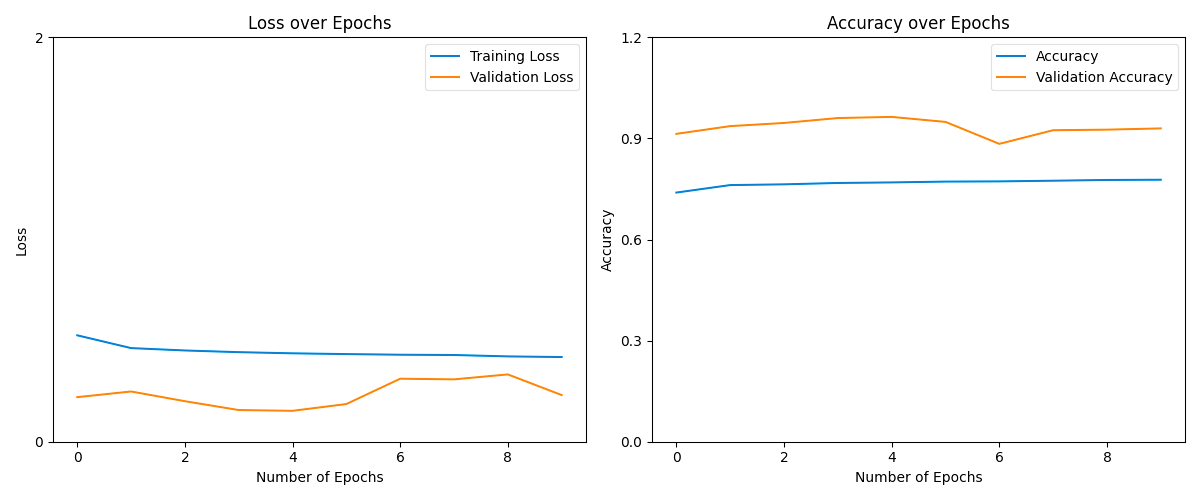 Loss over Epochs
2
0
Loss
0 2 4 6 8
Number of Epochs
Training Loss
Validation Loss
Accuracy over Epochs
1.2
0.9
0.6
0.3
0.0
Accuracy
0 2 4 6 8
Number of Epochs
Accuracy
Validation Accuracy